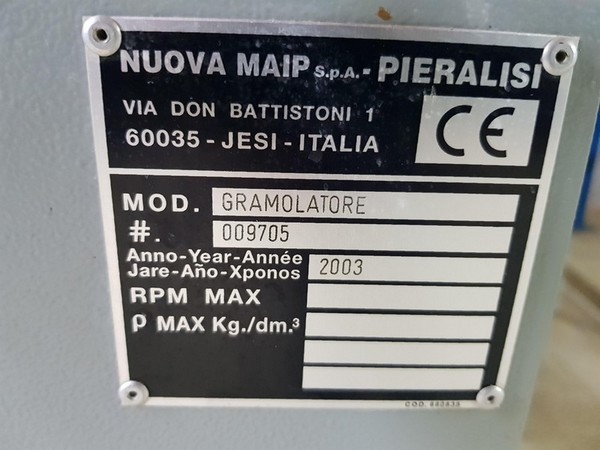 NUOVA MAIP S.p.A. - PIERALISI
VIA DON BATTISTONI 1
60035 - JESI - ITALIA
CE
MOD. GRAMOLATORE
#. 009705
Anno-Year-Année
Jare-Año-Xponos 2003
RPM MAX
ρ MAX Kg./dm.³
COD.